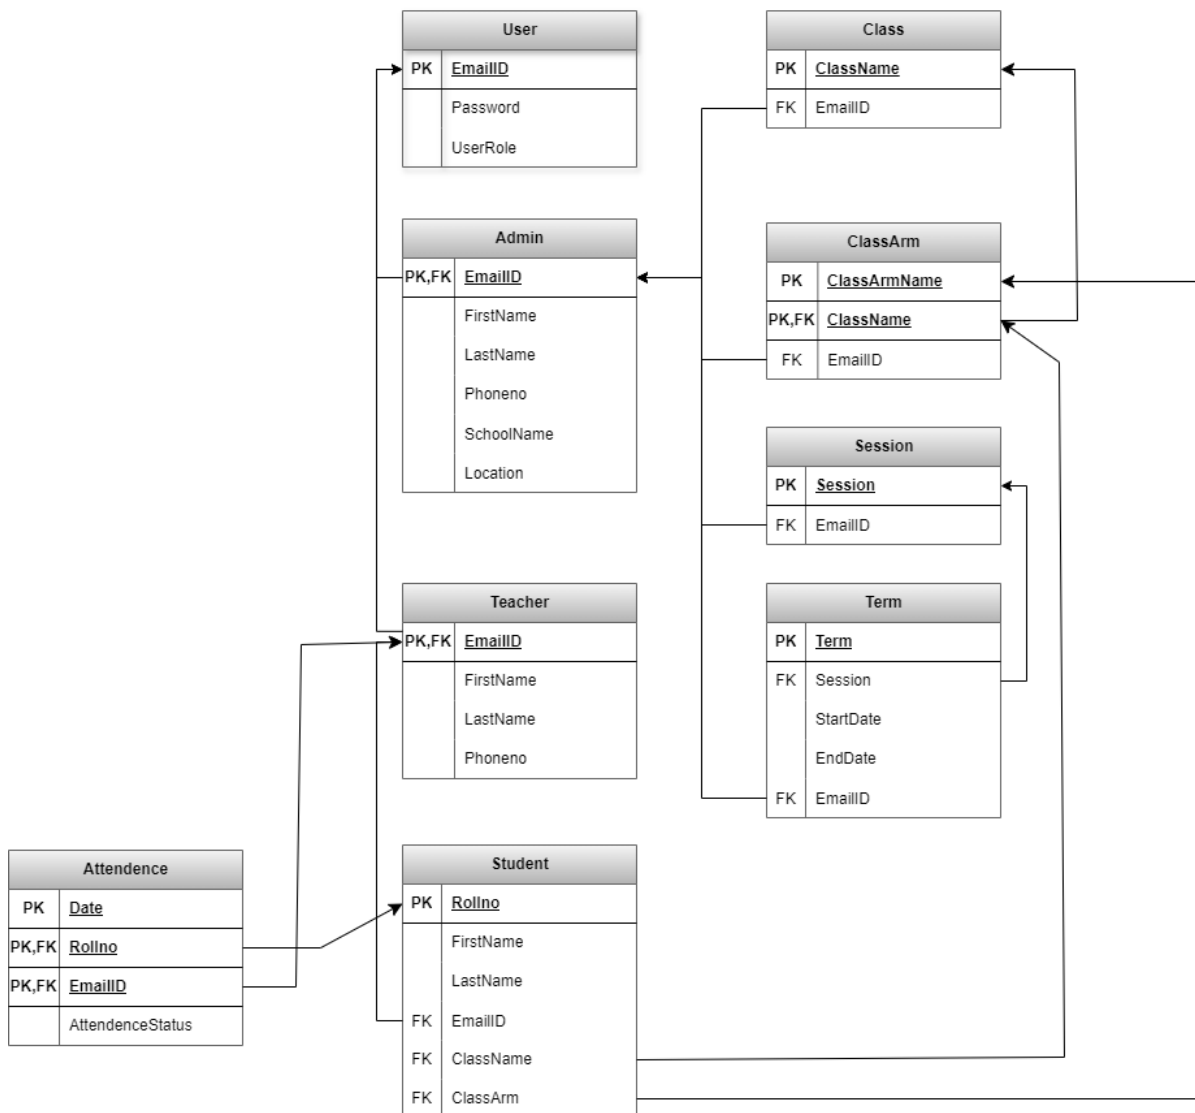 User
PK EmailID
Password
UserRole
Admin
PK,FK EmailID
FirstName
LastName
Phoneno
SchoolName
Location
Teacher
PK,FK EmailID
FirstName
LastName
Phoneno
Student
PK Rollno
FirstName
LastName
FK EmailID
FK ClassName
FK ClassArm
Attendence
PK Date
PK,FK Rollno
PK,FK EmailID
AttendenceStatus
Class
PK ClassName
FK EmailID
ClassArm
PK ClassArmName
PK,FK ClassName
FK EmailID
Session
PK Session
FK EmailID
Term
PK Term
FK Session
StartDate
EndDate
FK EmailID